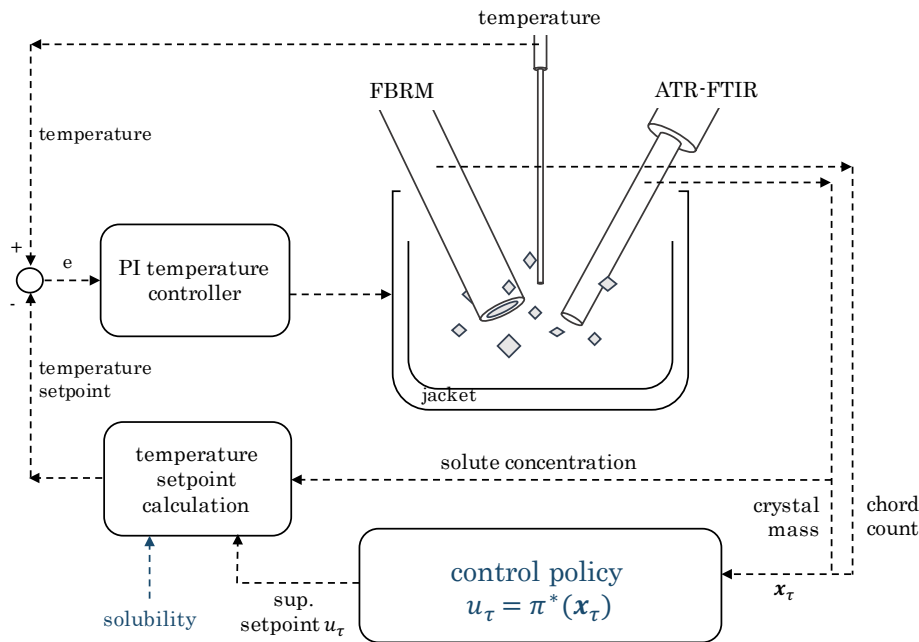 temperature
FBRM
ATR-FTIR
temperature
+
e
-
PI temperature
controller
temperature
setpoint
jacket
temperature
setpoint
calculation
solute concentration
crystal
mass
chord
count
control policy
u_τ = π*(x_τ)
x_τ
solubility
sup.
setpoint u_τ